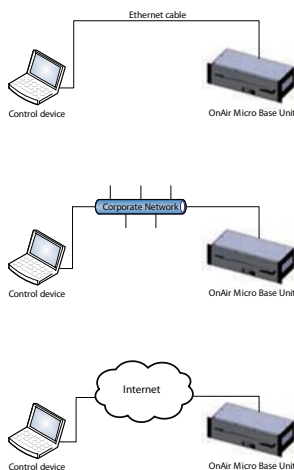 Ethernet cable
Control device
OnAir Micro Base Unit
Corporate Network
Control device
OnAir Micro Base Unit
Internet
Control device
OnAir Micro Base Unit